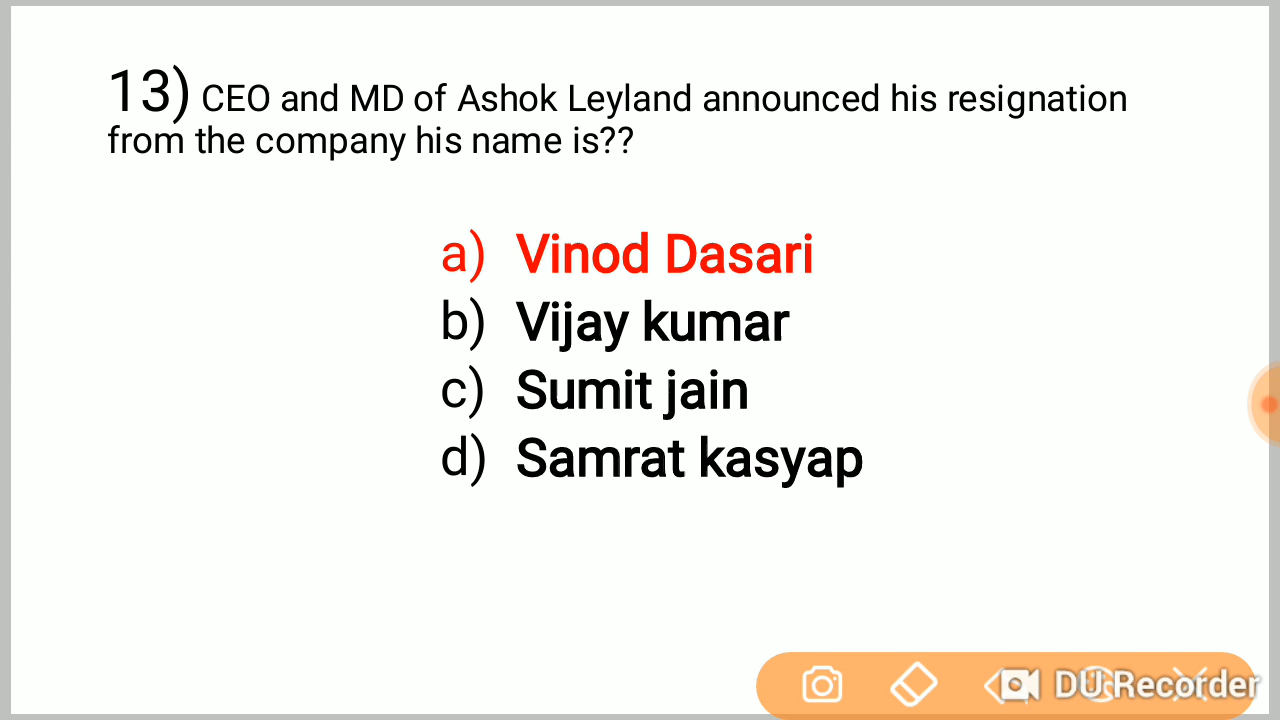 13) CEO and MD of Ashok Leyland announced his resignation
from the company his name is??
a) Vinod Dasari
b) Vijay kumar
c) Sumit jain
d) Samrat kasyap
DU Recorder